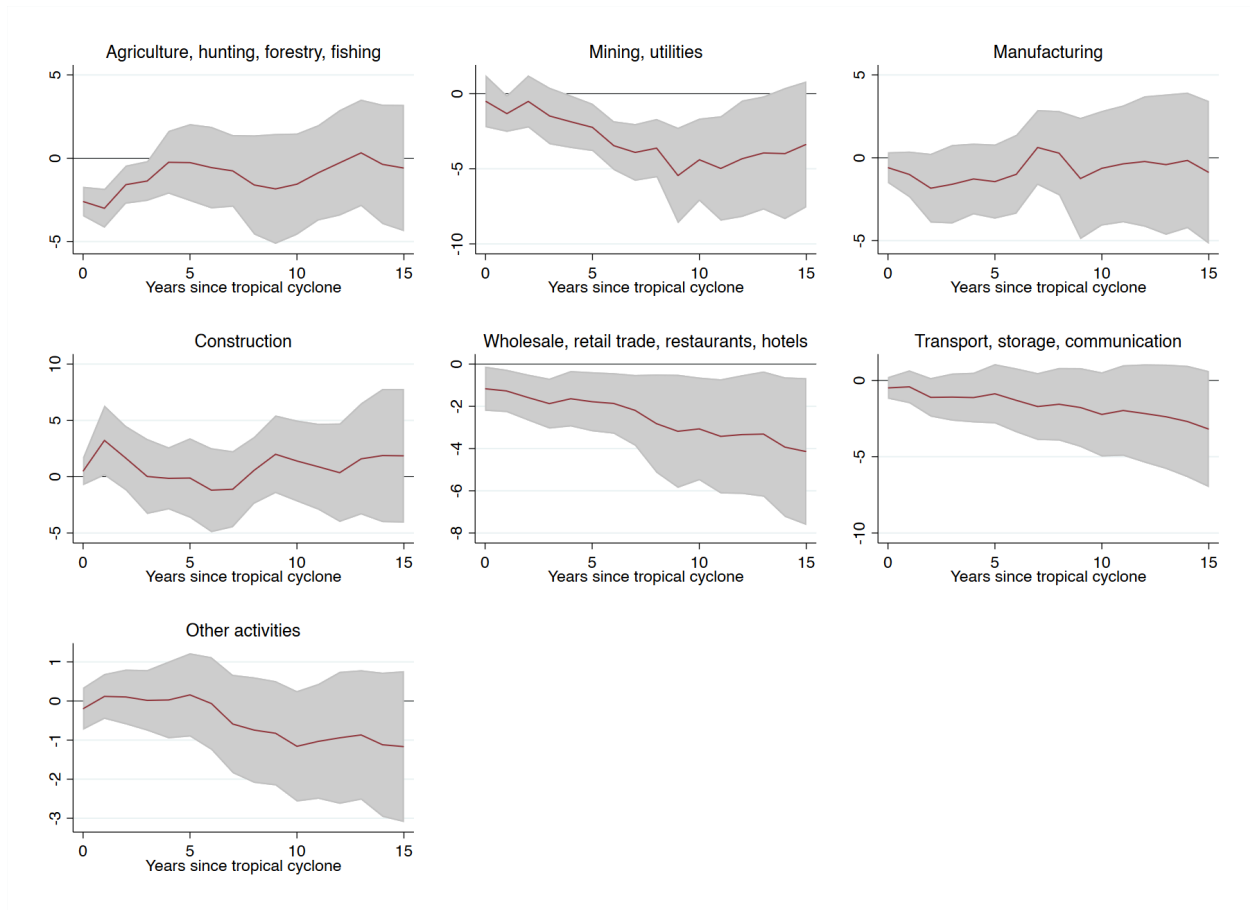 Agriculture, hunting, forestry, fishing
5
0
-5
0 5 10 15
Years since tropical cyclone
Mining, utilities
0
-5
-10
0 5 10 15
Years since tropical cyclone
Manufacturing
5
0
-5
0 5 10 15
Years since tropical cyclone
Construction
10
5
0
-5
0 5 10 15
Years since tropical cyclone
Wholesale, retail trade, restaurants, hotels
0
-2
-4
-6
-8
0 5 10 15
Years since tropical cyclone
Transport, storage, communication
0
-5
-10
0 5 10 15
Years since tropical cyclone
Other activities
1
0
-1
-2
-3
0 5 10 15
Years since tropical cyclone